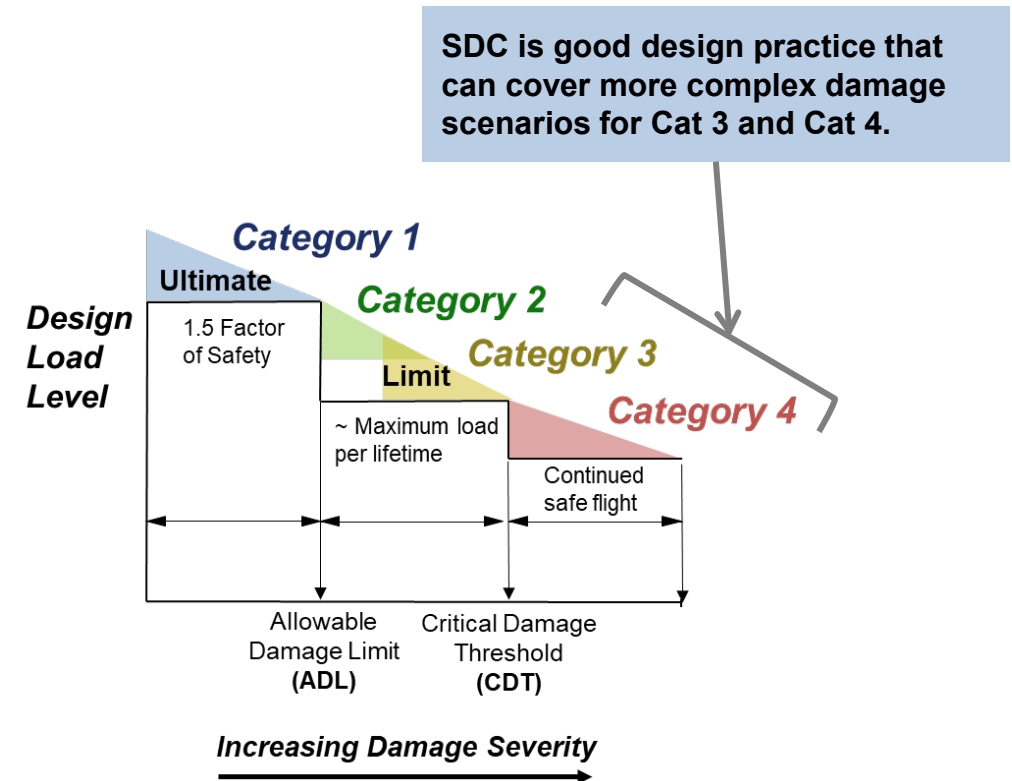 SDC is good design practice that
can cover more complex damage
scenarios for Cat 3 and Cat 4.
Category 1
Ultimate
Category 2
Design
Load
Level
1.5 Factor
of Safety
Category 3
Limit
Category 4
~ Maximum load
per lifetime
Continued
safe flight
Allowable
Damage Limit
(ADL)
Critical Damage
Threshold
(CDT)
Increasing Damage Severity